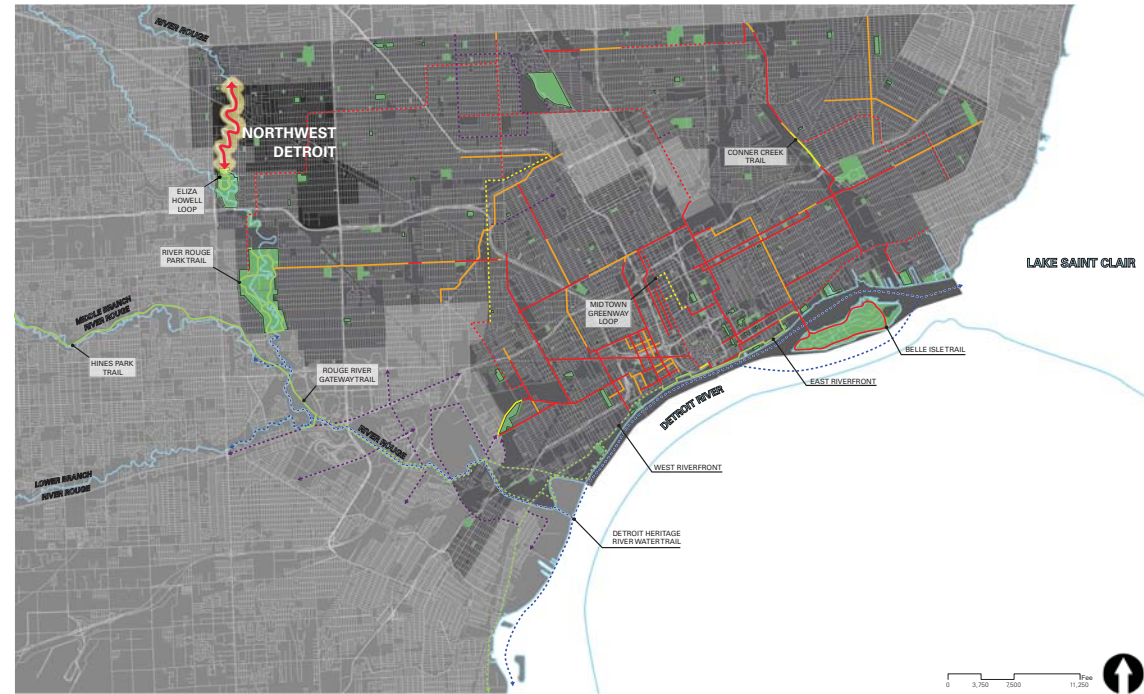 RIVER ROUGE
NORTHWEST
DETROIT
CONNER CREEK
TRAIL
ELIZA
HOWELL
LOOP
RIVER ROUGE
PARK TRAIL
LAKE SAINT CLAIR
MIDTOWN
GREENWAY
LOOP
MIDDLE BRANCH
RIVER ROUGE
HINES PARK
TRAIL
BELLE ISLE TRAIL
ROUGE RIVER
GATEWAY TRAIL
EAST RIVERFRONT
DETROIT RIVER
RIVER ROUGE
WEST RIVERFRONT
LOWER BRANCH
RIVER ROUGE
DETROIT HERITAGE
RIVER WATER TRAIL
Fee
0 3,750 7,500 11,250